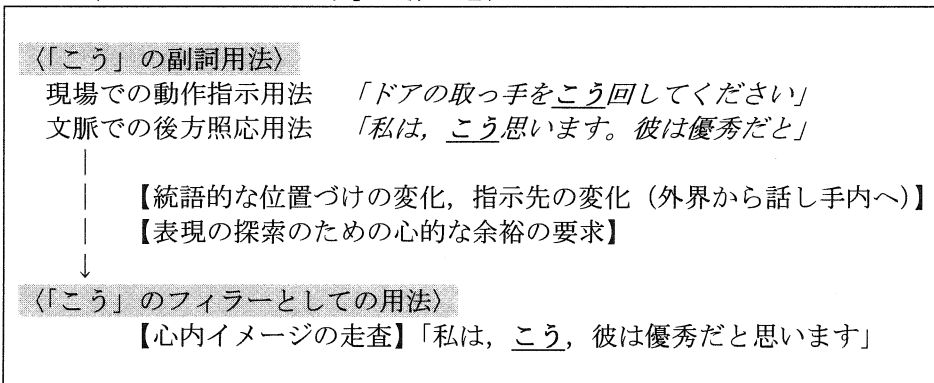 〈「こう」の副詞用法〉
現場での動作指示用法　「ドアの取っ手をこう回してください」
文脈での後方照応用法　「私は，こう思います。彼は優秀だと」
【統語的な位置づけの変化，指示先の変化（外界から話し手内へ）】
【表現の探索のための心的な余裕の要求】
〈「こう」のフィラーとしての用法〉
【心内イメージの走査】「私は，こう，彼は優秀だと思います」